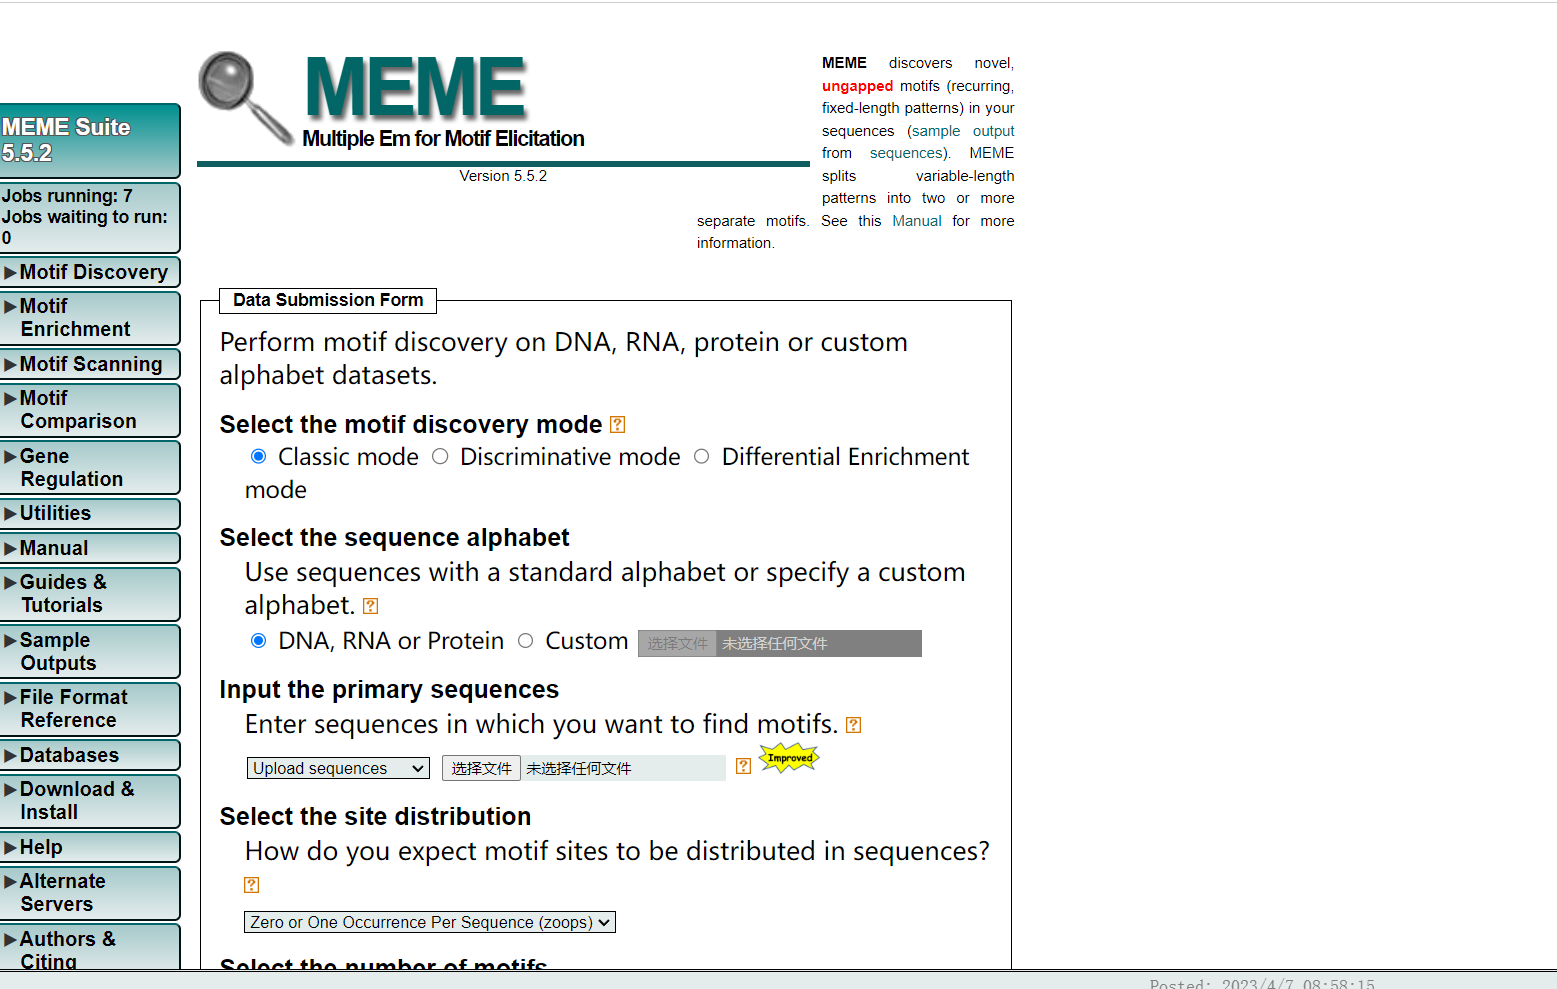 MEME Suite
5.5.2
Jobs running: 7
Jobs waiting to run:
0
Motif Discovery
Motif
Enrichment
Motif Scanning
Motif
Comparison
Gene
Regulation
Utilities
Manual
Guides &
Tutorials
Sample
Outputs
File Format
Reference
Databases
Download &
Install
Help
Alternate
Servers
Authors &
Citing
MEME
Multiple Em for Motif Elicitation
Version 5.5.2
MEME discovers novel,
ungapped motifs (recurring,
fixed-length patterns) in your
sequences (sample output
from sequences). MEME
splits variable-length
patterns into two or more
separate motifs. See this Manual for more
information.
Data Submission Form
Perform motif discovery on DNA, RNA, protein or custom
alphabet datasets.
Select the motif discovery mode ?
Classic mode Discriminative mode Differential Enrichment
mode
Select the sequence alphabet
Use sequences with a standard alphabet or specify a custom
alphabet. ?
DNA, RNA or Protein Custom 选择文件 未选择任何文件
Input the primary sequences
Enter sequences in which you want to find motifs. ?
Upload sequences 选择文件 未选择任何文件 ? Improved
Select the site distribution
How do you expect motif sites to be distributed in sequences?
?
Zero or One Occurrence Per Sequence (zoops)
Select the number of motifs
Posted: 2023/4/7 08:58:15